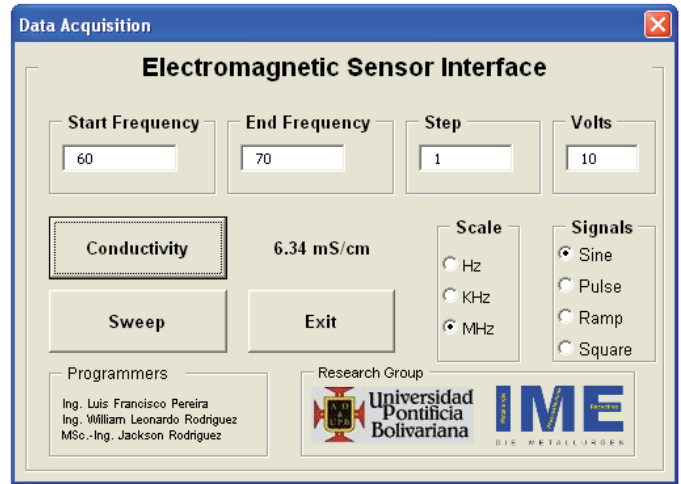 Data Acquisition
Electromagnetic Sensor Interface
Start Frequency
End Frequency
Step
Volts
60
70
1
10
Conductivity
6.34 mS/cm
Scale
Hz
KHz
MHz
Signals
Sine
Pulse
Ramp
Square
Sweep
Exit
Programmers
Ing. Luis Francisco Pereira
Ing. William Leonardo Rodriguez
MSc.-Ing. Jackson Rodriguez
Research Group
Universidad
Pontificia
Bolivariana
IME
DIE METALLURGEN